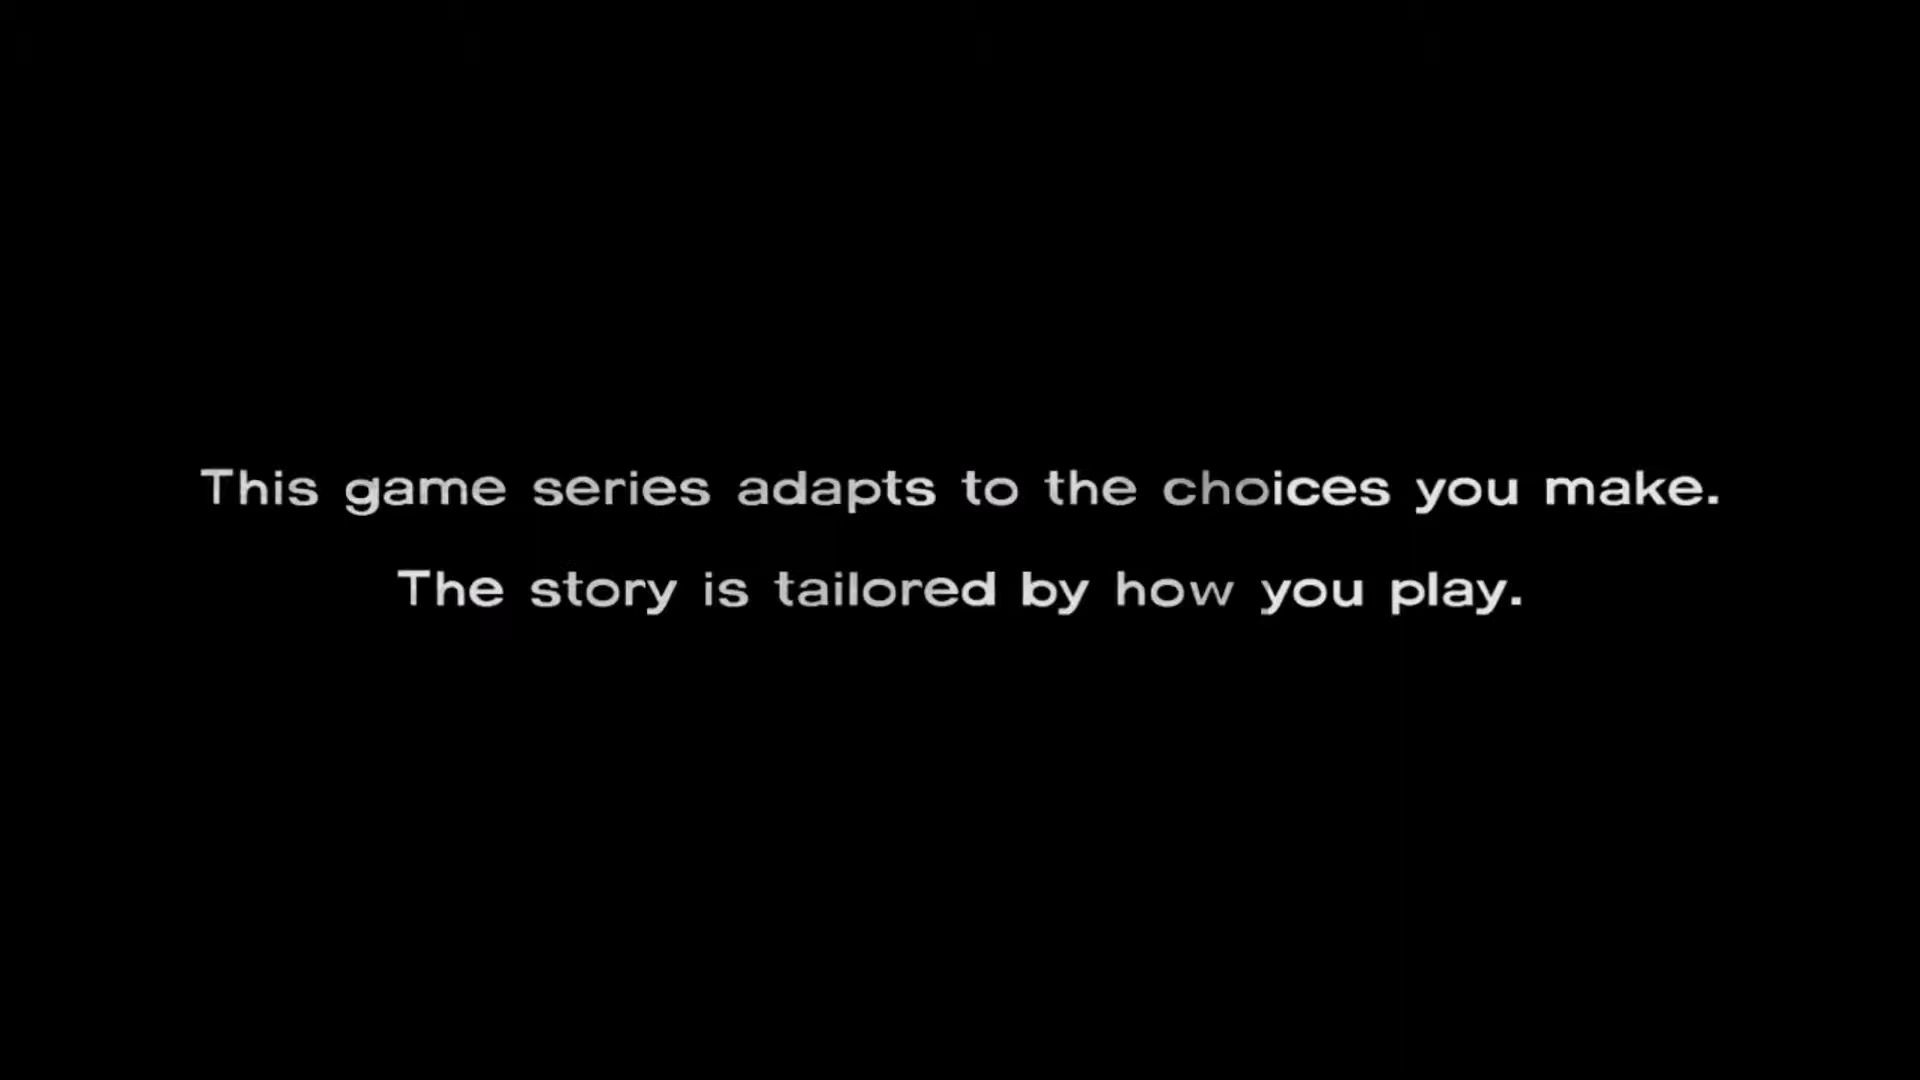 This game series adapts to the choices you make.
The story is tailored by how you play.